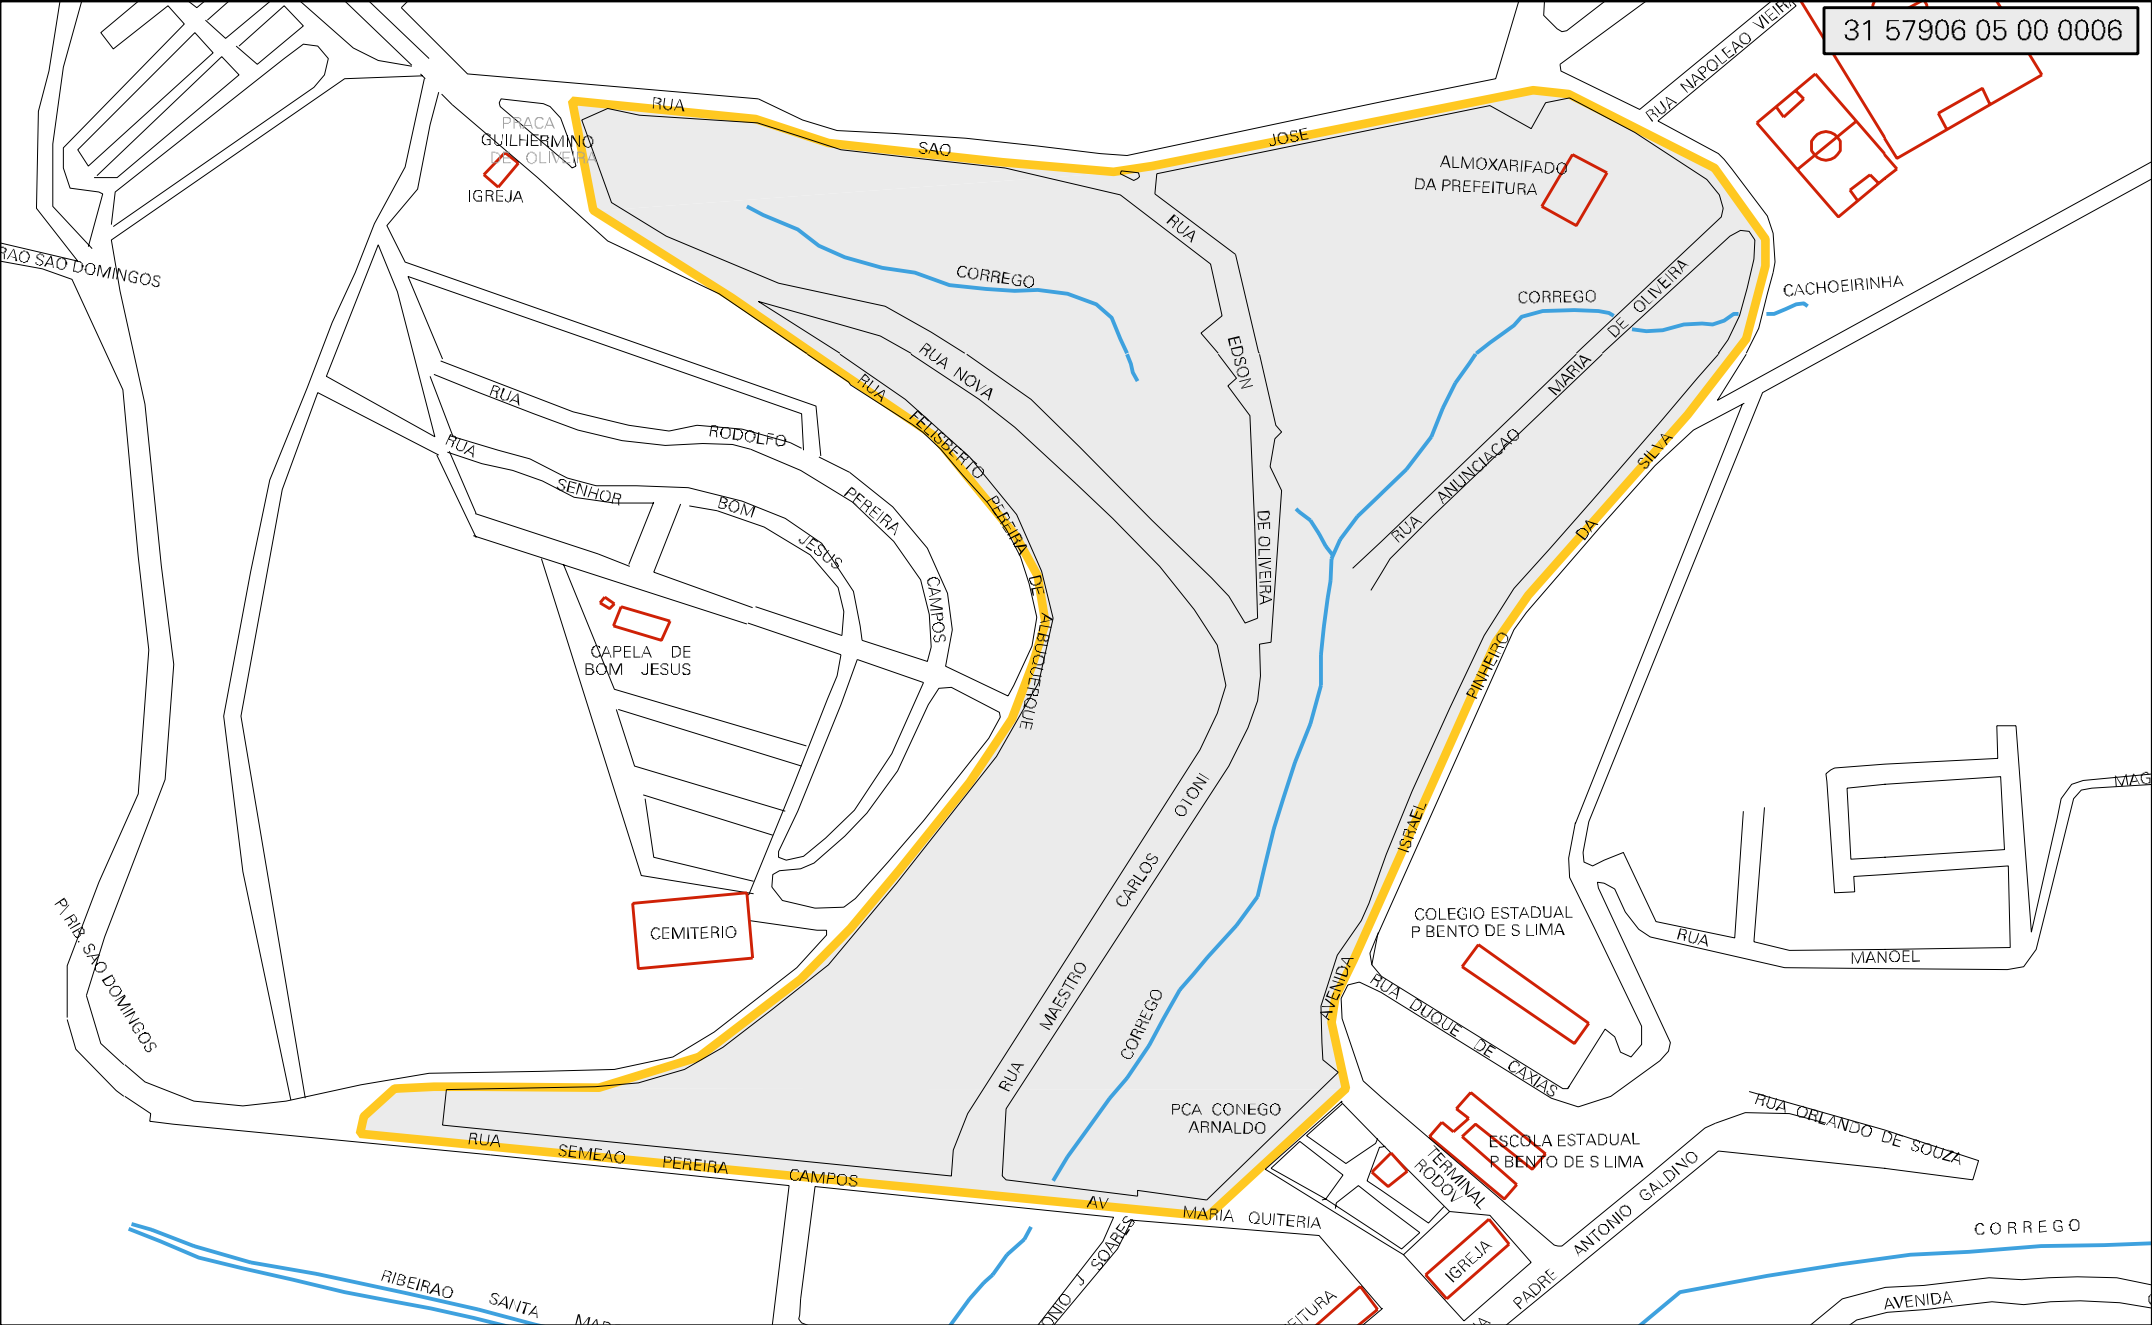 31 57906 05 00 0006
RUA NAPOLEAO VIEIRA
RUA SAO JOSE
PRACA
GUILHERMINO
DE OLIVEIRA
IGREJA
ALMOXARIFADO
DA PREFEITURA
RAO SAO DOMINGOS
CORREGO
RUA EDSON DE OLIVEIRA
CORREGO
CACHOEIRINHA
RUA ANUNCIACAO MARIA DE OLIVEIRA
RUA NOVA
RUA FELISBERTO PEREIRA DE ALBUQUERQUE
RUA RODOLFO PEREIRA CAMPOS
RUA SENHOR BOM JESUS
CAPELA DE
BOM JESUS
AVENIDA ISRAEL PINHEIRO DA SILVA
RUA MAESTRO CARLOS OTONI
MAG
CEMITERIO
COLEGIO ESTADUAL
P BENTO DE S LIMA
RUA MANOEL
P/ RIB. SAO DOMINGOS
CORREGO
RUA DUQUE DE CAXIAS
PCA CONEGO
ARNALDO
ESCOLA ESTADUAL
P BENTO DE S LIMA
TERMINAL
RODOV
RUA ORLANDO DE SOUZA
RUA SEMEAO PEREIRA CAMPOS
AV MARIA QUITERIA
PADRE ANTONIO GALDINO
IGREJA
ONIO J SOARES
EITURA
CORREGO
RIBEIRAO SANTA MAR
AVENIDA